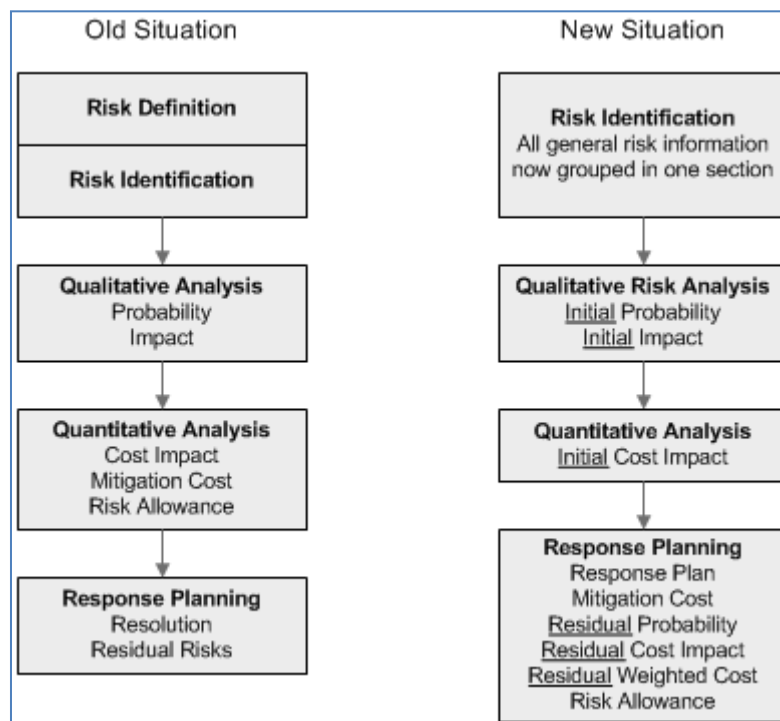 Old Situation
Risk Definition
Risk Identification
Qualitative Analysis
Probability
Impact
Quantitative Analysis
Cost Impact
Mitigation Cost
Risk Allowance
Response Planning
Resolution
Residual Risks
New Situation
Risk Identification
All general risk information
now grouped in one section
Qualitative Risk Analysis
Initial Probability
Initial Impact
Quantitative Analysis
Initial Cost Impact
Response Planning
Response Plan
Mitigation Cost
Residual Probability
Residual Cost Impact
Residual Weighted Cost
Risk Allowance